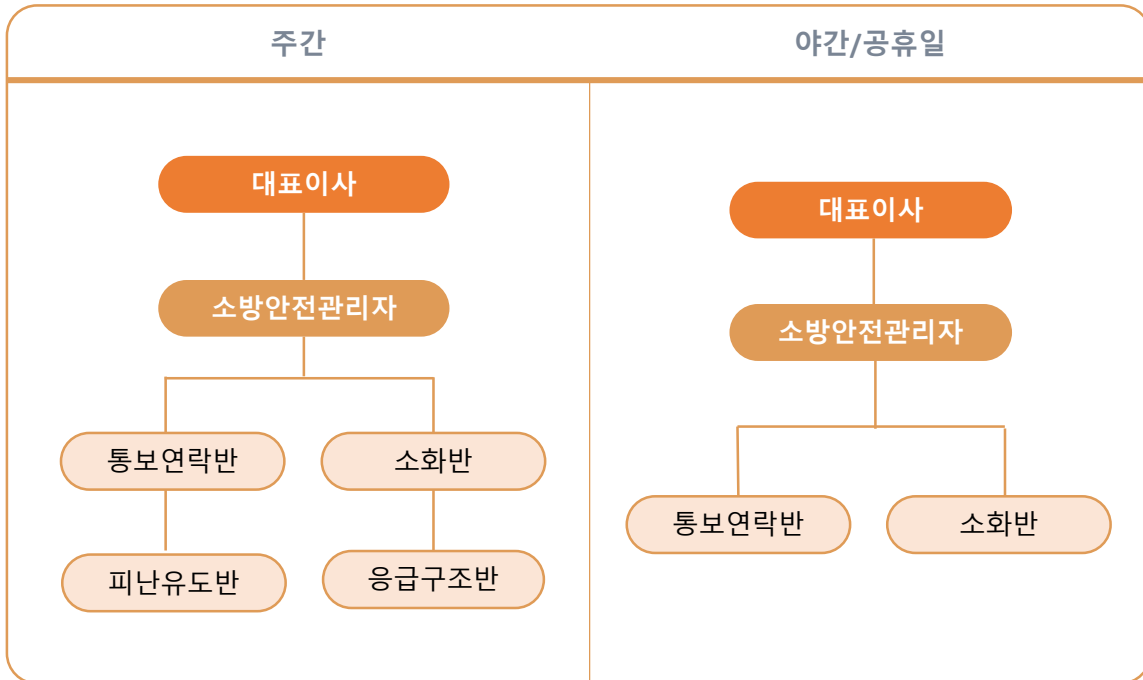 주간
야간/공휴일
대표이사
소방안전관리자
통보연락반
소화반
피난유도반
응급구조반
대표이사
소방안전관리자
통보연락반
소화반